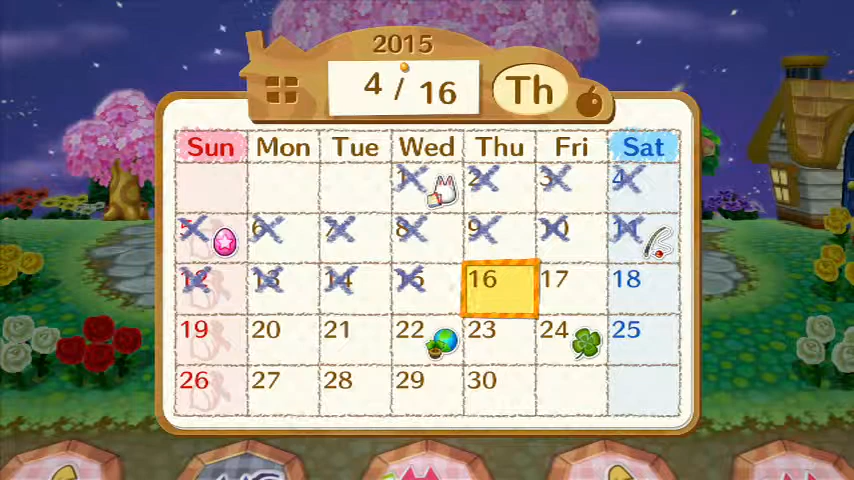 2015
4 / 16 Th
Sun Mon Tue Wed Thu Fri Sat
1 2 3 4
5 6 7 8 9 10 11
12 13 14 15 16 17 18
19 20 21 22 23 24 25
26 27 28 29 30